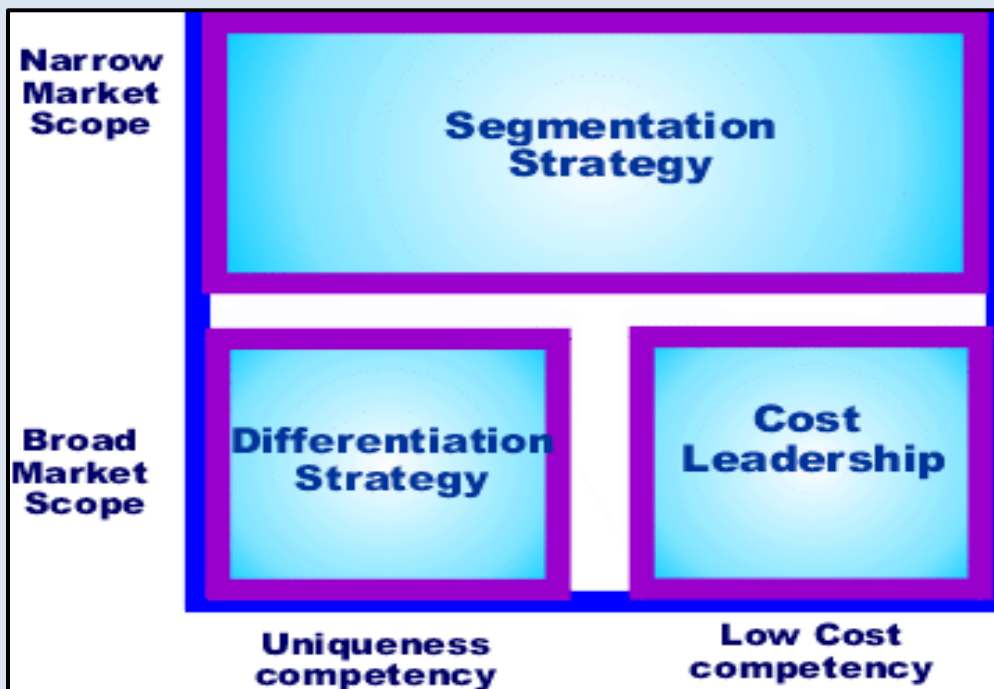 Narrow
Market
Scope
Segmentation
Strategy
Broad
Market
Scope
Differentiation
Strategy
Cost
Leadership
Uniqueness
competency
Low Cost
competency